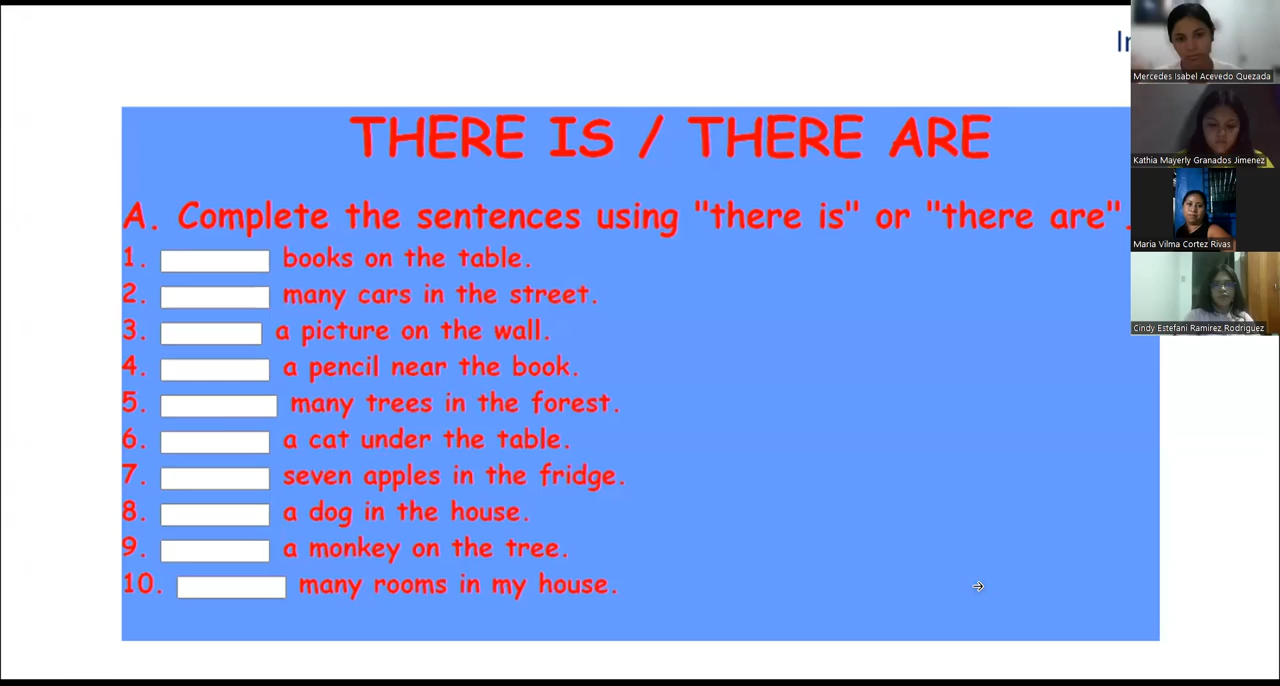 THERE IS / THERE ARE
A. Complete the sentences using "there is" or "there are".
1. books on the table.
2. many cars in the street.
3. a picture on the wall.
4. a pencil near the book.
5. many trees in the forest.
6. a cat under the table.
7. seven apples in the fridge.
8. a dog in the house.
9. a monkey on the tree.
10. many rooms in my house.
Mercedes Isabel Acevedo Quezada
Kathia Mayerly Granados Jimenez
Maria Vilma Cortez Rivas
Cindy Estefani Ramirez Rodriguez